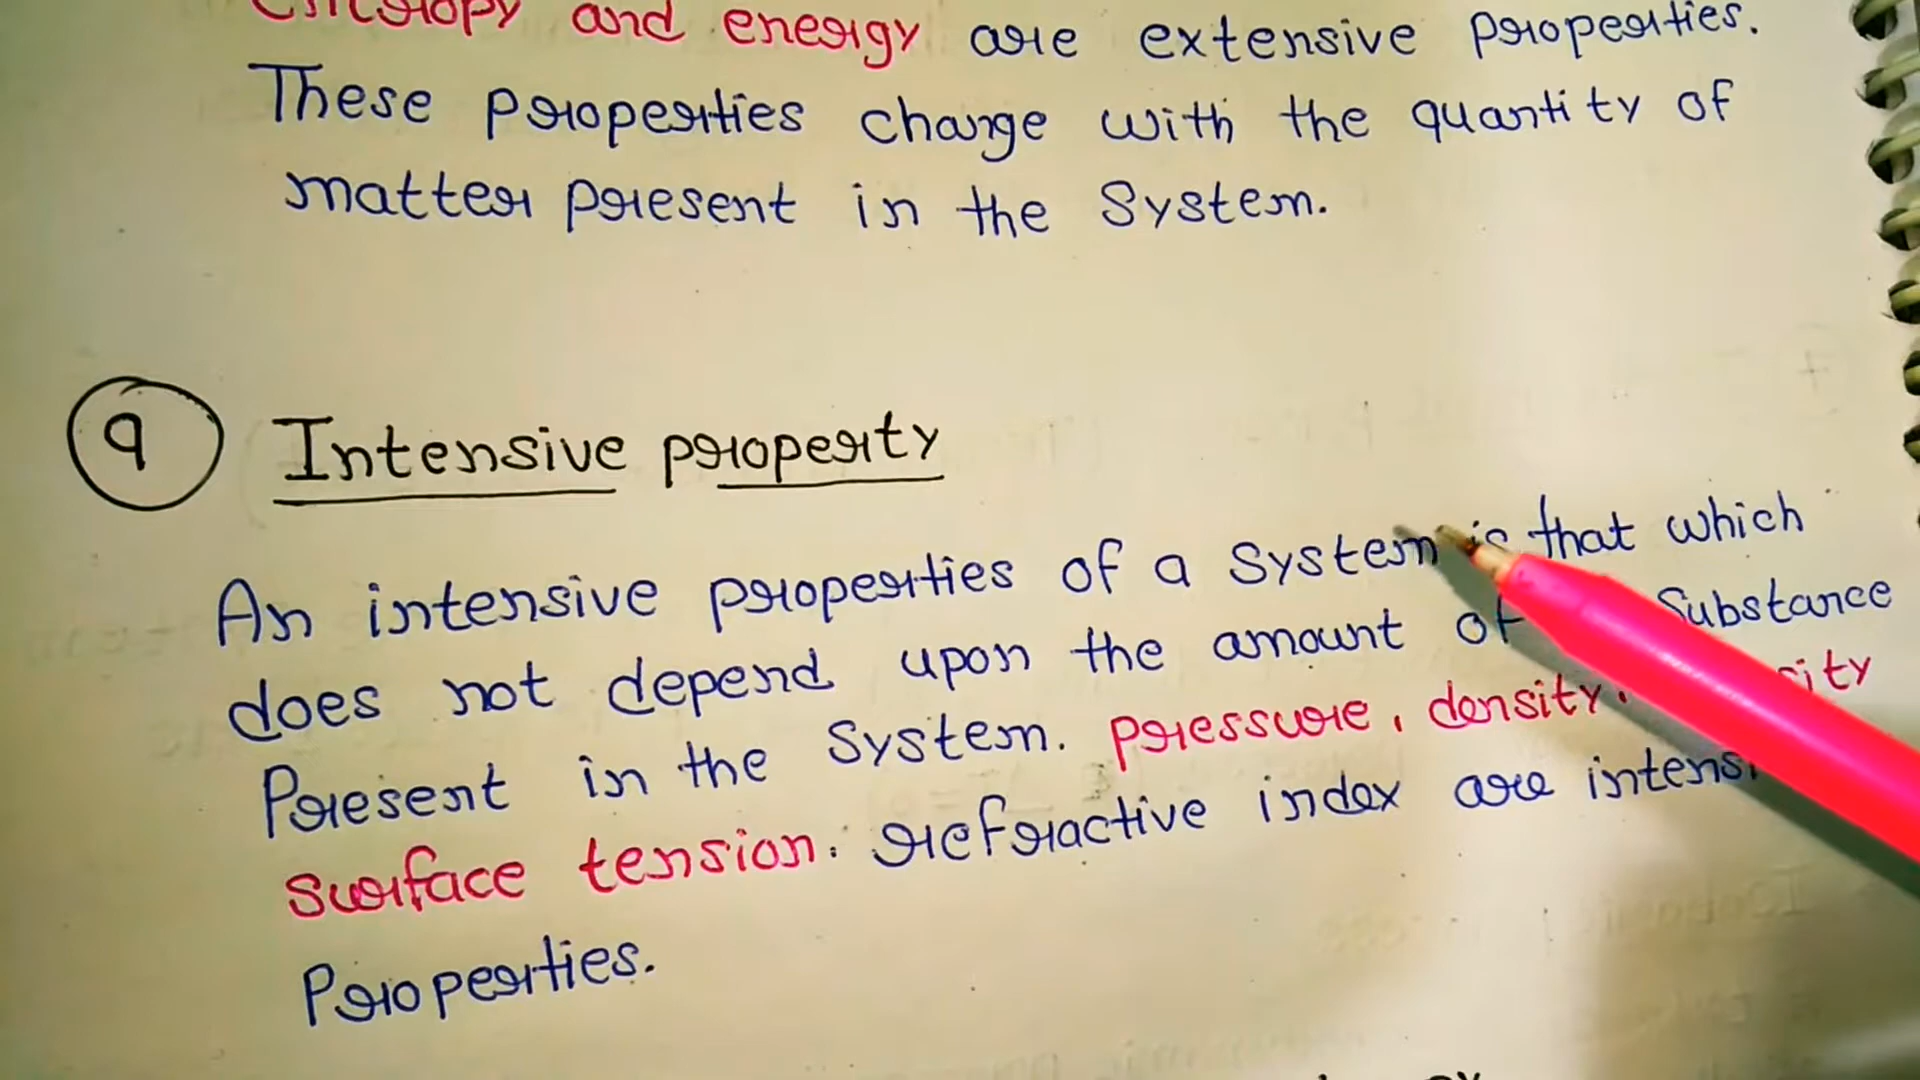 Entropy and energy are extensive properties.
These properties change with the quantity of
matter present in the System.
9 Intensive property
An intensive properties of a System is that which
does not depend upon the amount of Substance
Present in the System. pressure, density,
surface tension. refractive index are
Properties.